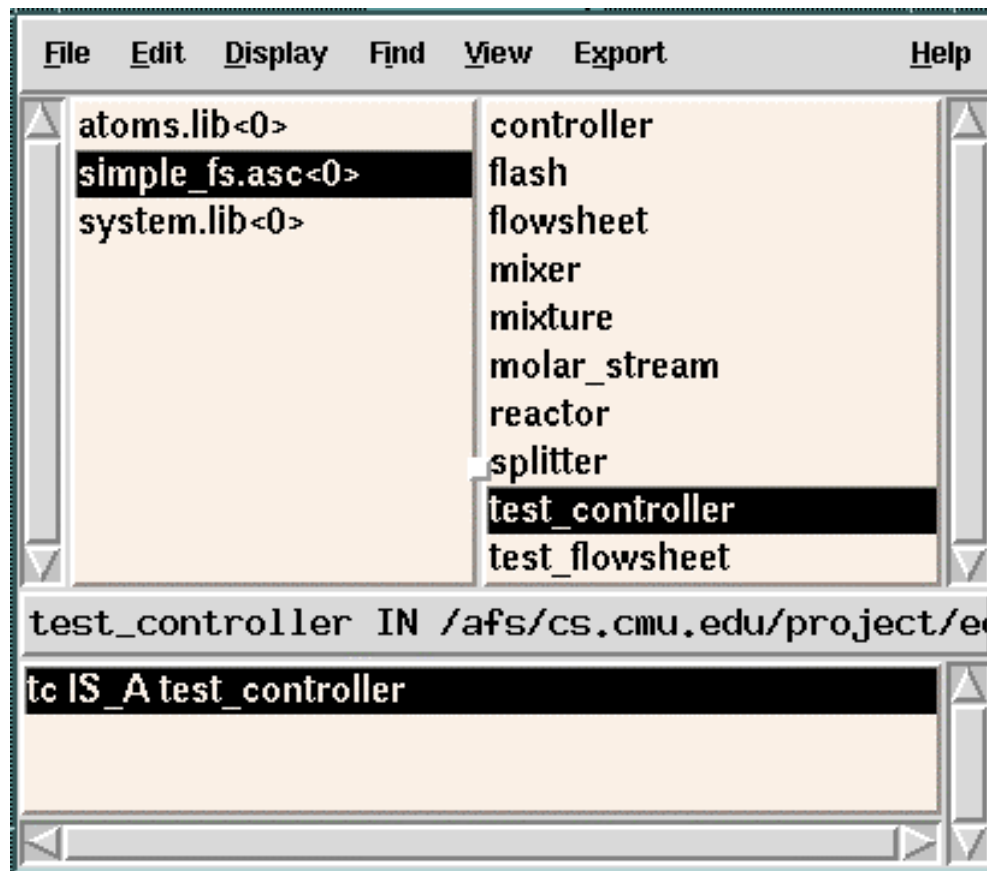 File Edit Display Find View Export Help
atoms.lib<0>
simple_fs.asc<0>
system.lib<0>
controller
flash
flowsheet
mixer
mixture
molar_stream
reactor
splitter
test_controller
test_flowsheet
test_controller IN /afs/cs.cmu.edu/project/
tc IS_A test_controller